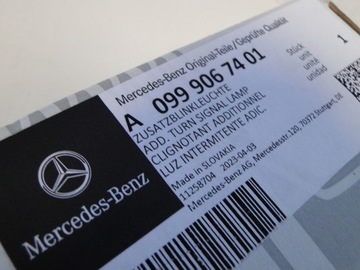 Mercedes-Benz Original-Teile/Geprüfte Qualität
A 099 906 74 01
Stück
unit
unité
unidad
1
ZUSATZBLINKLEUCHTE
ADD. TURN SIGNAL LAMP
CLIGNOTANT ADDITIONNEL
LUZ INTERMITENTE ADIC.
Made in SLOVAKIA
11258704 2023-04-03
Mercedes-Benz AG, Mercedesstr.120, 70372 Stuttgart, DE
Mercedes-Benz